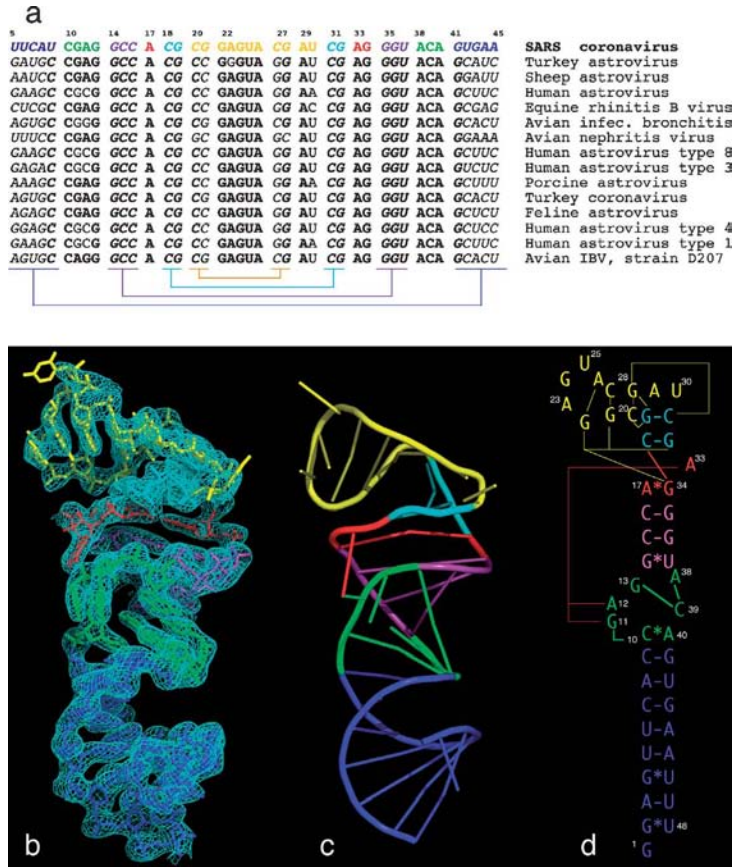 a
5 10 14 17 18 20 22 27 29 31 33 35 38 41 45
UUCAU CGAG GCC A CG CG GAGUA CG AU CG AG GGU ACA GUGAA SARS coronavirus
GAUGC CGAG GCC A CG CC GGGUA GG AU CG AG GGU ACA GCAUC Turkey astrovirus
AAUCC CGAG GCC A CG CC GAGUA GG AU CG AG GGU ACA GGAUU Sheep astrovirus
GAAGC CGCG GCC A CG CC GAGUA GG AA CG AG GGU ACA GCUUC Human astrovirus
CUCGC CGAG GCC A CG CC GAGUA GG AC CG AG GGU ACA GCGAG Equine rhinitis B virus
AGUGC CGGG GCC A CG CC GAGUA GG AU CG AG GGU ACA GCACU Avian infec. bronchitis
UUUCC CGAG GCC A CG GC GAGUA GC AU CG AG GGU ACA GGAAA Avian nephritis virus
GAAGC CGCG GCC A CG CC GAGUA GG AU CG AG GGU ACA GCUUC Human astrovirus type 8
GAGAC CGCG GCC A CG CC GAGUA GG AU CG AG GGU ACA GUCUC Human astrovirus type 3
AAAGC CGAG GCC A CG CC GAGUA GG AA CG AG GGU ACA GCUUU Porcine astrovirus
AGUGC CGAG GCC A CG CC GAGUA GG AU CG AG GGU ACA GCACU Turkey coronavirus
AGAGC CGAG GCC A CG CC GAGUA GG AU CG AG GGU ACA GCUCU Feline astrovirus
GGAGC CGCG GCC A CG CC GAGUA GG AU CG AG GGU ACA GCUCC Human astrovirus type 4
GAAGC CGCG GCC A CG CC GAGUA GG AA CG AG GGU ACA GCUUC Human astrovirus type 1
AGUGC CAGG GCC A CG CC GAGUA GG AU CG AG GGU ACA GCACU Avian IBV, strain D207
U 25
G A C 28 G A U 30
23 A G G 20 C G-C
C-G
A 33
17 A*G 34
C-G
C-G
G*U
13 G A 38
A 12 C 39
G 11
10 C*A 40
C-G
A-U
C-G
U-A
U-A
G*U
A-U
G*U 48
1 G
b c d